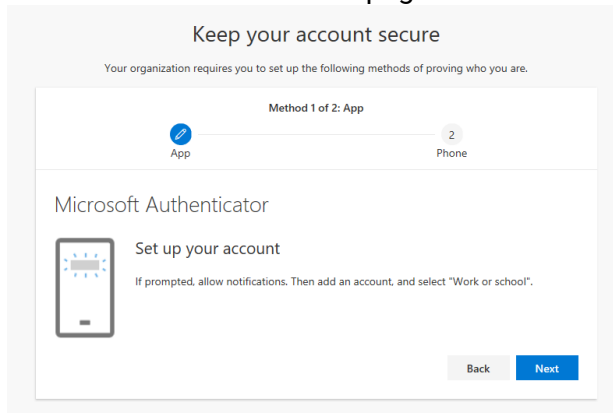 Keep your account secure
Your organization requires you to set up the following methods of proving who you are.
Method 1 of 2: App
2
App
Phone
Microsoft Authenticator
Set up your account
If prompted, allow notifications. Then add an account, and select "Work or school".
Back
Next